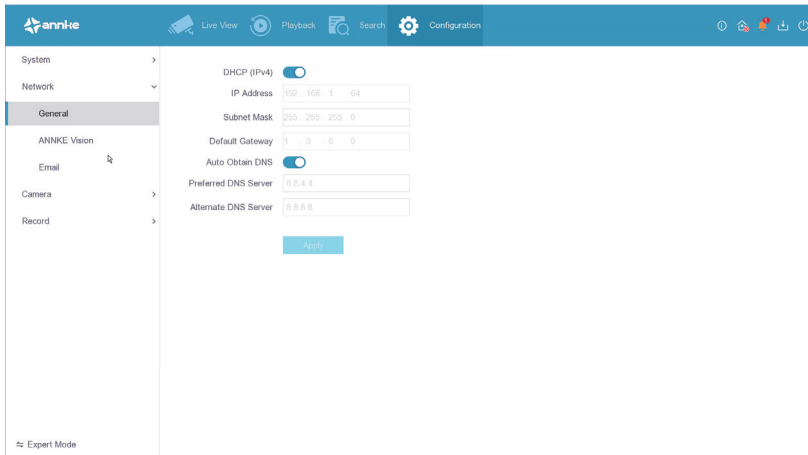 annke Live View Playback Search Configuration
System
Network
General
ANNKE Vision
Email
Camera
Record
DHCP (IPv4)
IP Address 192 . 168 . 1 . 64
Subnet Mask 255 . 255 . 255 . 0
Default Gateway 1 . 0 . 0 . 0
Auto Obtain DNS
Preferred DNS Server 8.8.4.4
Alternate DNS Server 8.8.8.8
Apply
Expert Mode